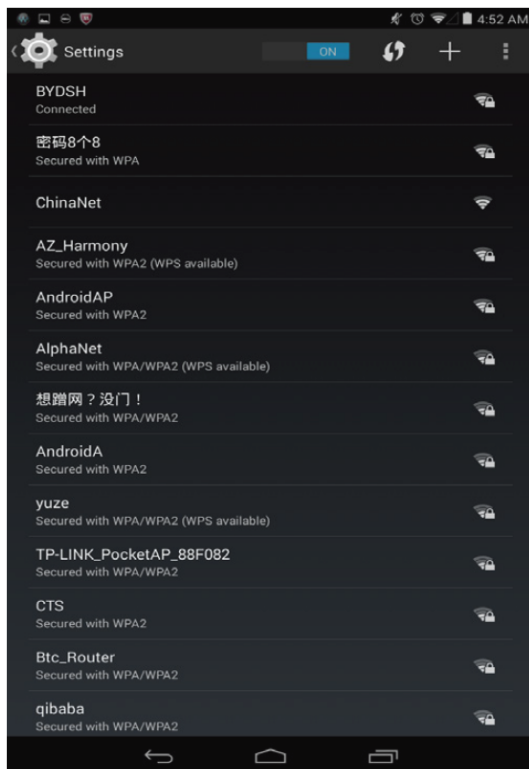 4:52 AM
Settings
ON
BYDSH
Connected
密码8个8
Secured with WPA
ChinaNet
AZ_Harmony
Secured with WPA2 (WPS available)
AndroidAP
Secured with WPA2
AlphaNet
Secured with WPA/WPA2 (WPS available)
想蹭网？没门！
Secured with WPA/WPA2
AndroidA
Secured with WPA2
yuze
Secured with WPA/WPA2 (WPS available)
TP-LINK_PocketAP_88F082
Secured with WPA/WPA2
CTS
Secured with WPA2
Btc_Router
Secured with WPA/WPA2
qibaba
Secured with WPA/WPA2